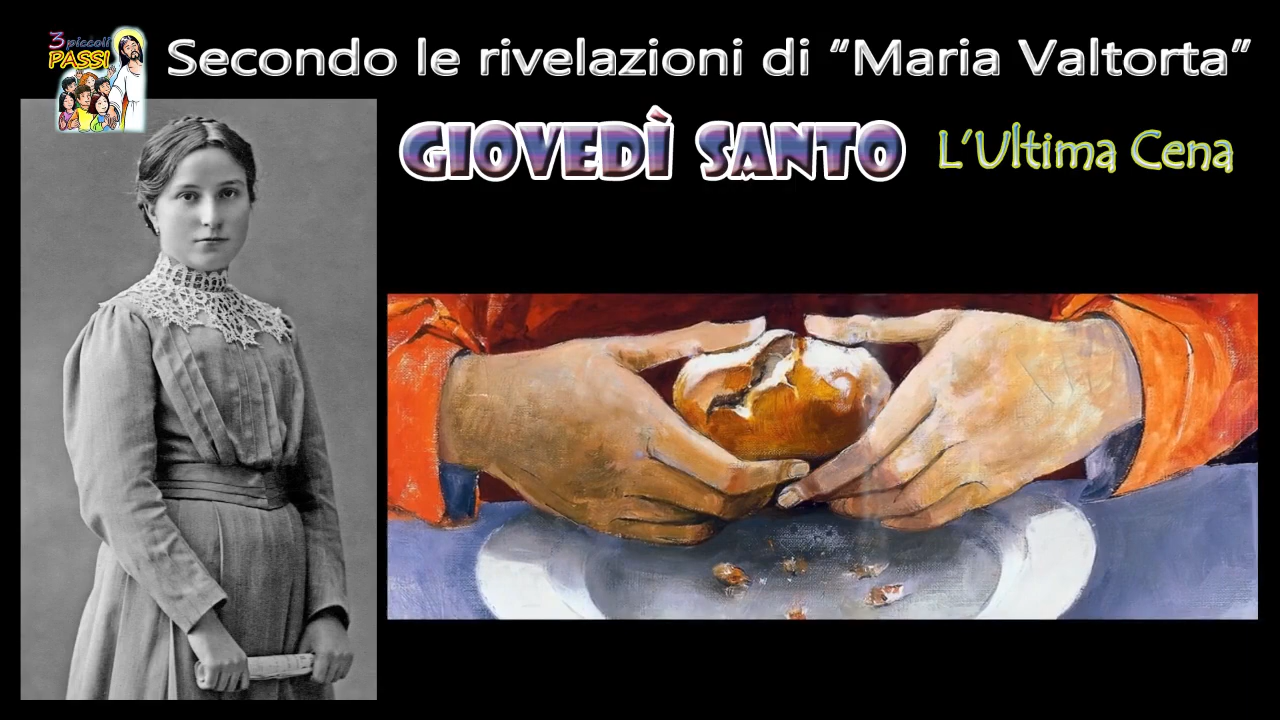 3 piccoli
PASSI
Secondo le rivelazioni di “Maria Valtorta”
GIOVEDÌ SANTO
L’Ultima Cena